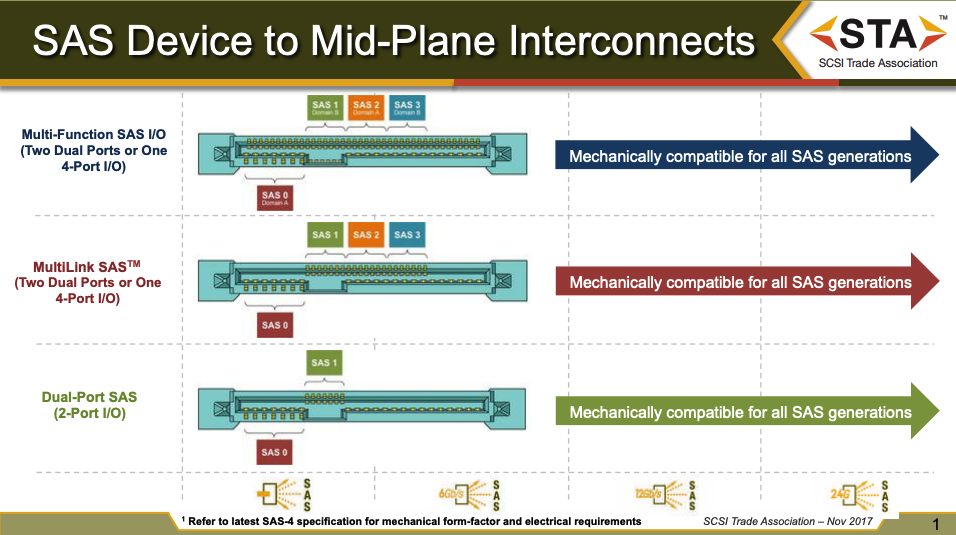 SAS Device to Mid-Plane Interconnects
STA™
SCSI Trade Association
SAS 1 SAS 2 SAS 3
Domain B Domain A Domain B
Multi-Function SAS I/O
(Two Dual Ports or One
4-Port I/O)
Mechanically compatible for all SAS generations
SAS 0
Domain A
SAS 1 SAS 2 SAS 3
MultiLink SAS™
(Two Dual Ports or One
4-Port I/O)
Mechanically compatible for all SAS generations
SAS 0
SAS 1
Dual-Port SAS
(2-Port I/O)
Mechanically compatible for all SAS generations
SAS 0
SAS
6Gb/s SAS
12Gb/s SAS
24G SAS
1 Refer to latest SAS-4 specification for mechanical form-factor and electrical requirements
SCSI Trade Association – Nov 2017
1